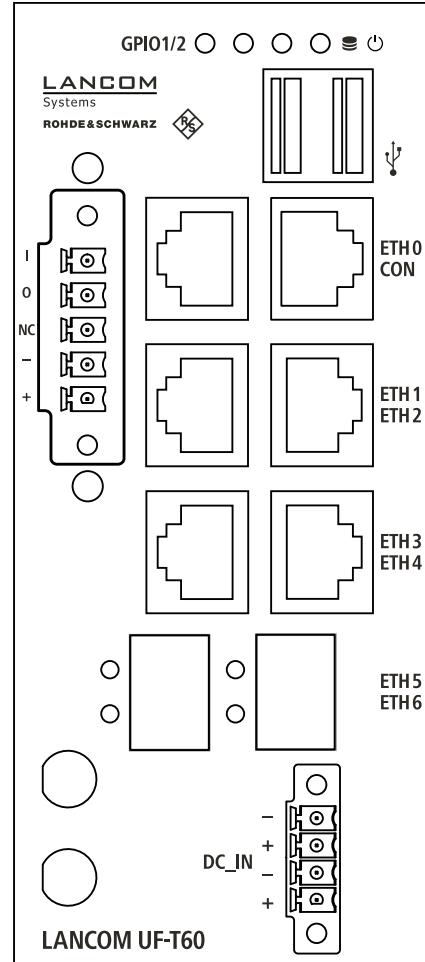 GPIO1/2
LANCOM
Systems
ROHDE&SCHWARZ
R&S
I
O
NC
–
+
ETH 0
CON
ETH 1
ETH 2
ETH 3
ETH 4
ETH 5
ETH 6
–
+
DC_IN
–
+
LANCOM UF-T60